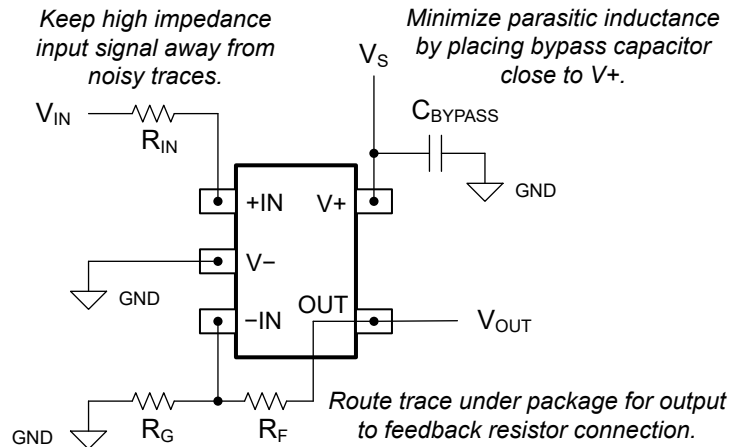 Keep high impedance
input signal away from
noisy traces.
Minimize parasitic inductance
by placing bypass capacitor
close to V+.
VS
VIN
RIN
CBYPASS
GND
+IN
V+
V−
GND
−IN
OUT
VOUT
GND
RG
RF
Route trace under package for output
to feedback resistor connection.